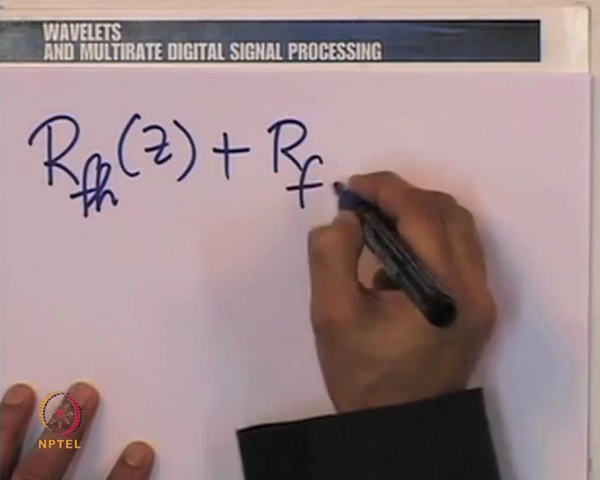 WAVELETS
AND MULTIRATE DIGITAL SIGNAL PROCESSING
R_fh(z) + R_f
NPTEL